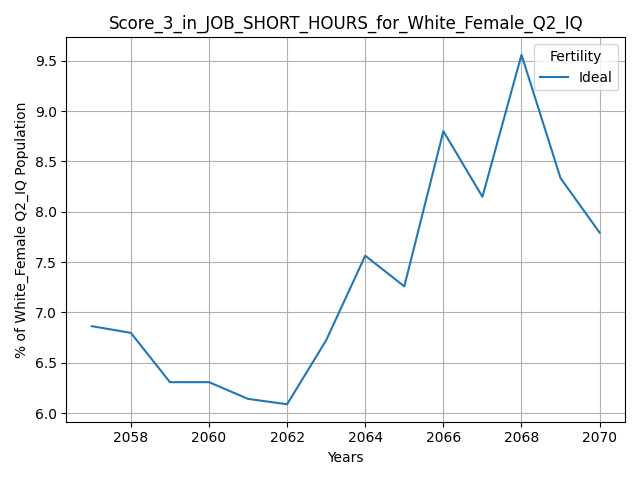 Score_3_in_JOB_SHORT_HOURS_for_White_Female_Q2_IQ
Fertility
Ideal
% of White_Female Q2_IQ Population
9.5
9.0
8.5
8.0
7.5
7.0
6.5
6.0
2058 2060 2062 2064 2066 2068 2070
Years